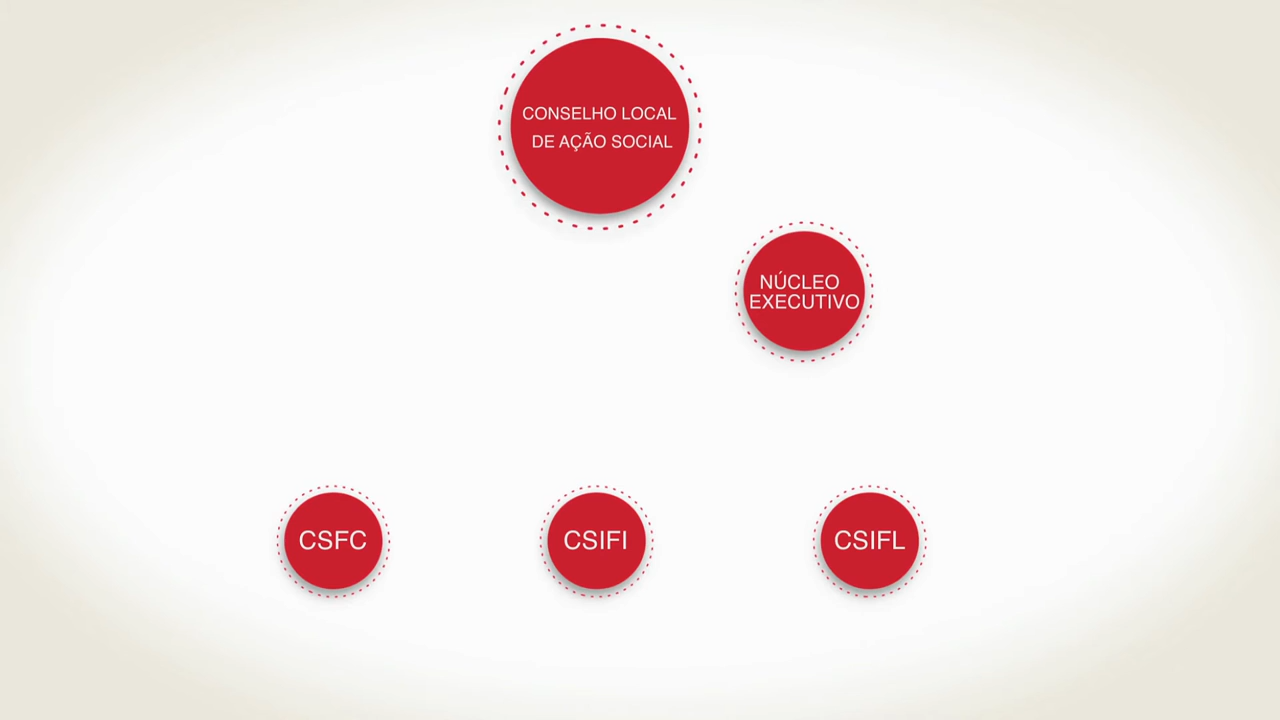 CONSELHO LOCAL
DE AÇÃO SOCIAL
NÚCLEO
EXECUTIVO
CSFC
CSIFI
CSIFL